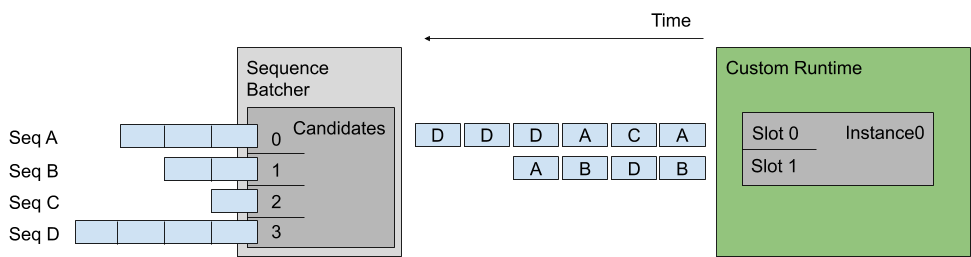 Time
Sequence
Batcher
Custom Runtime
Candidates
Seq A
0
D D D A C A
Slot 0
Instance0
Seq B
1
A B D B
Slot 1
Seq C
2
Seq D
3